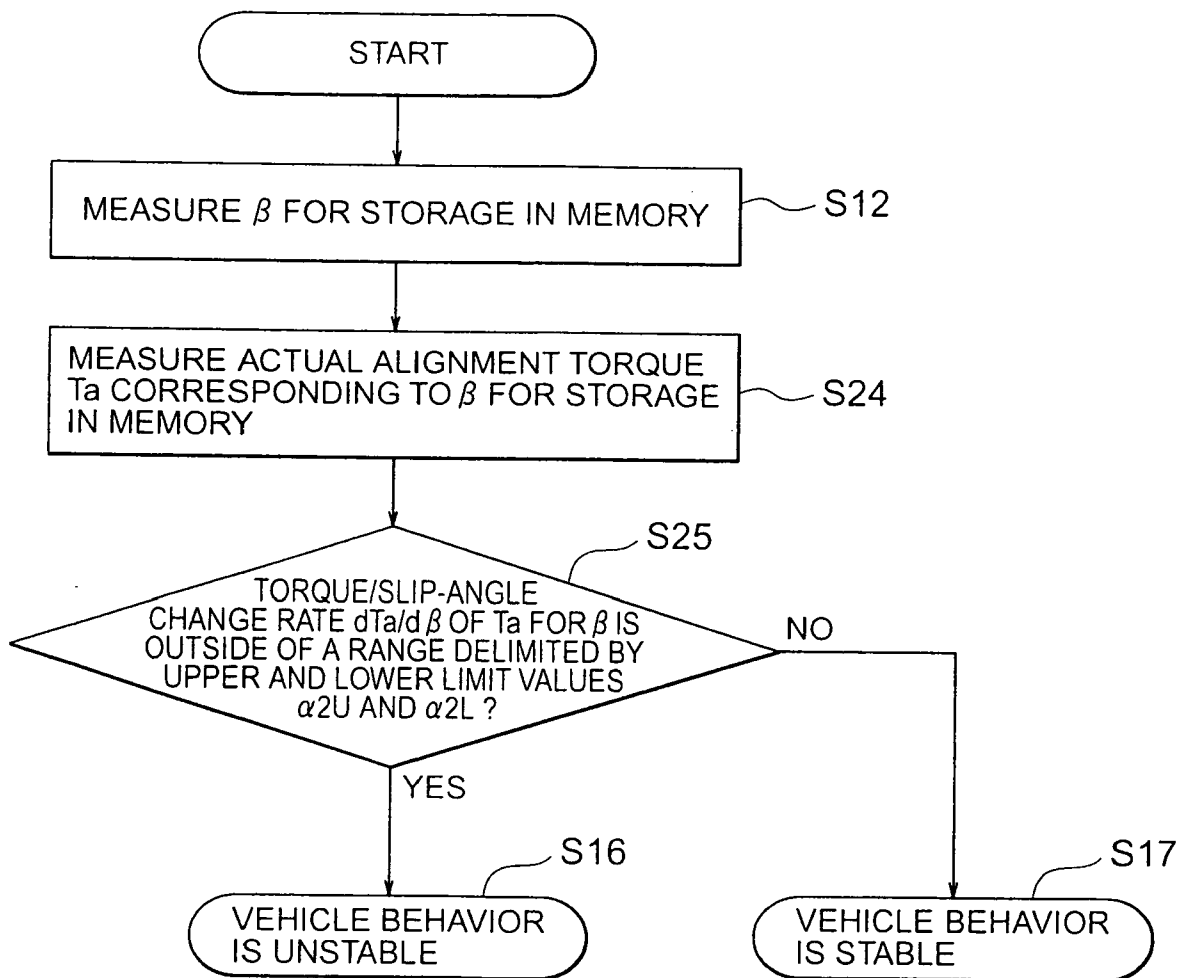 START
MEASURE β FOR STORAGE IN MEMORY
S12
MEASURE ACTUAL ALIGNMENT TORQUE
Ta CORRESPONDING TO β FOR STORAGE
IN MEMORY
S24
S25
TORQUE/SLIP-ANGLE
CHANGE RATE dTa/dβ OF Ta FOR β IS
OUTSIDE OF A RANGE DELIMITED BY
UPPER AND LOWER LIMIT VALUES
α2U AND α2L ?
NO
YES
S16
VEHICLE BEHAVIOR
IS UNSTABLE
S17
VEHICLE BEHAVIOR
IS STABLE